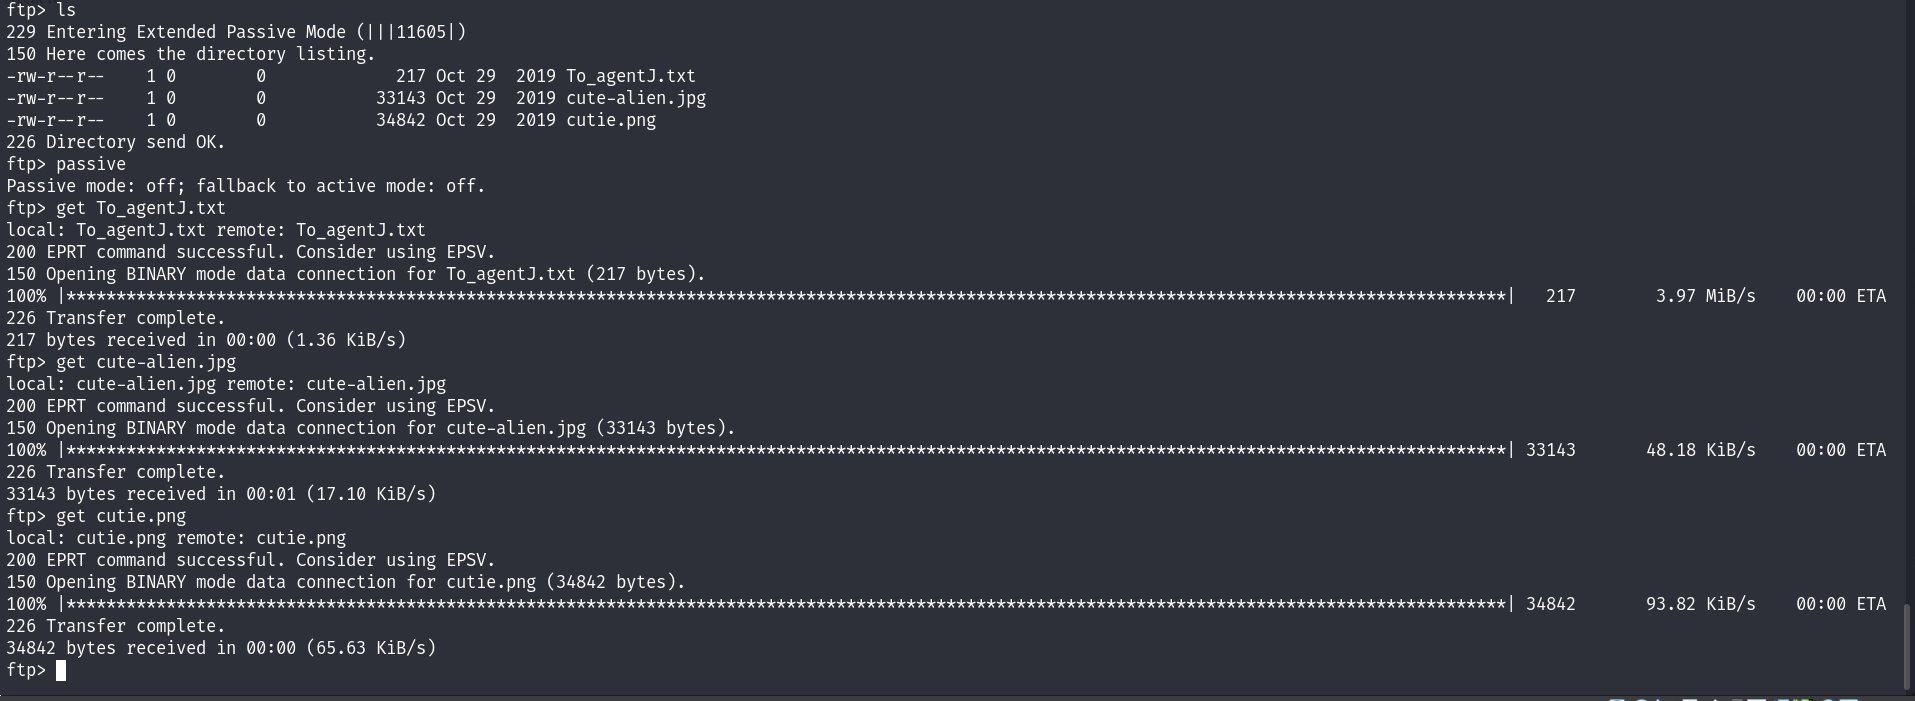 ftp> ls
229 Entering Extended Passive Mode (|||11605|)
150 Here comes the directory listing.
-rw-r--r--    1 0        0             217 Oct 29  2019 To_agentJ.txt
-rw-r--r--    1 0        0           33143 Oct 29  2019 cute-alien.jpg
-rw-r--r--    1 0        0           34842 Oct 29  2019 cutie.png
226 Directory send OK.
ftp> passive
Passive mode: off; fallback to active mode: off.
ftp> get To_agentJ.txt
local: To_agentJ.txt remote: To_agentJ.txt
200 EPRT command successful. Consider using EPSV.
150 Opening BINARY mode data connection for To_agentJ.txt (217 bytes).
100% |************************************************************************************************************************************************| 217        3.97 MiB/s    00:00 ETA
226 Transfer complete.
217 bytes received in 00:00 (1.36 KiB/s)
ftp> get cute-alien.jpg
local: cute-alien.jpg remote: cute-alien.jpg
200 EPRT command successful. Consider using EPSV.
150 Opening BINARY mode data connection for cute-alien.jpg (33143 bytes).
100% |************************************************************************************************************************************************| 33143       48.18 KiB/s    00:00 ETA
226 Transfer complete.
33143 bytes received in 00:01 (17.10 KiB/s)
ftp> get cutie.png
local: cutie.png remote: cutie.png
200 EPRT command successful. Consider using EPSV.
150 Opening BINARY mode data connection for cutie.png (34842 bytes).
100% |************************************************************************************************************************************************| 34842       93.82 KiB/s    00:00 ETA
226 Transfer complete.
34842 bytes received in 00:00 (65.63 KiB/s)
ftp>